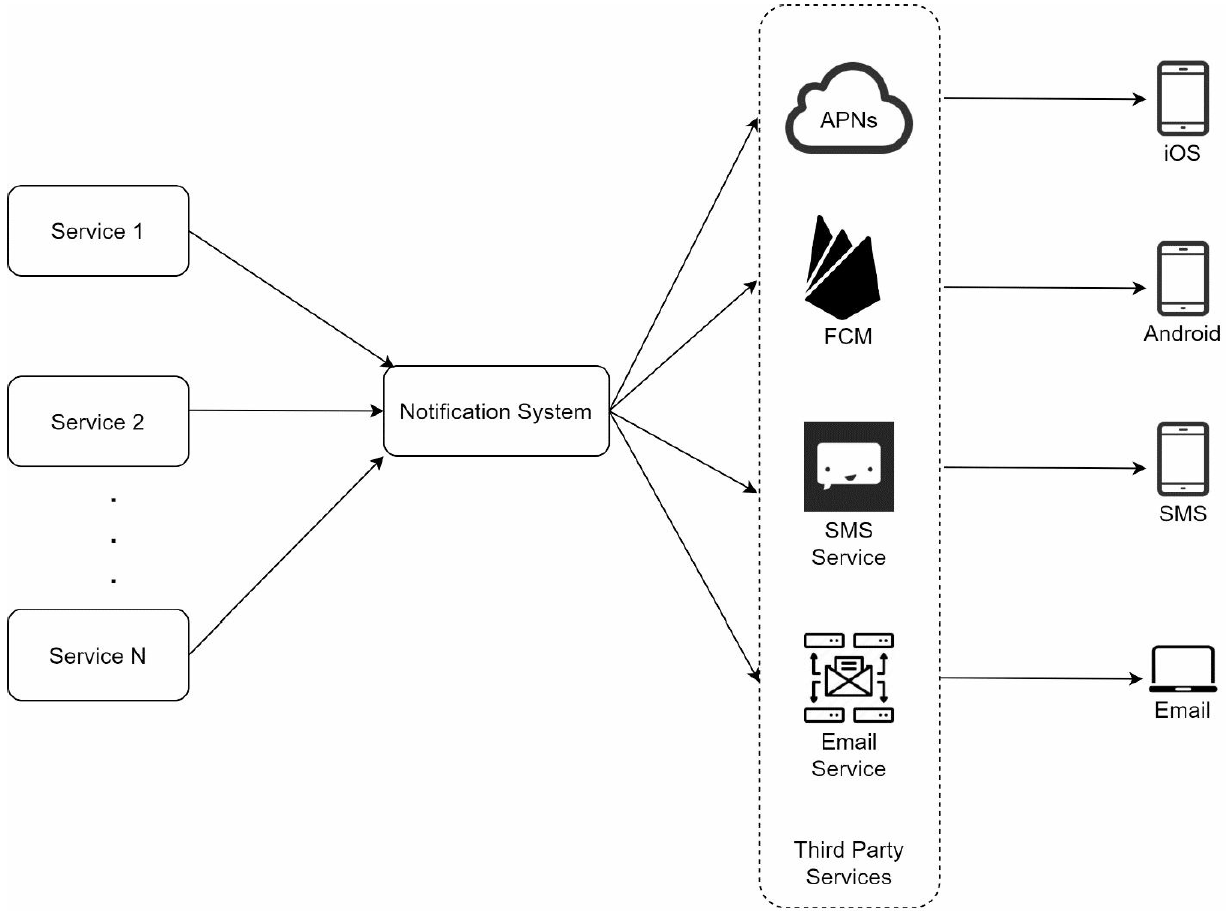 Service 1
Service 2
.
.
.
Service N
Notification System
APNs
FCM
SMS
Service
Email
Service
Third Party
Services
iOS
Android
SMS
Email